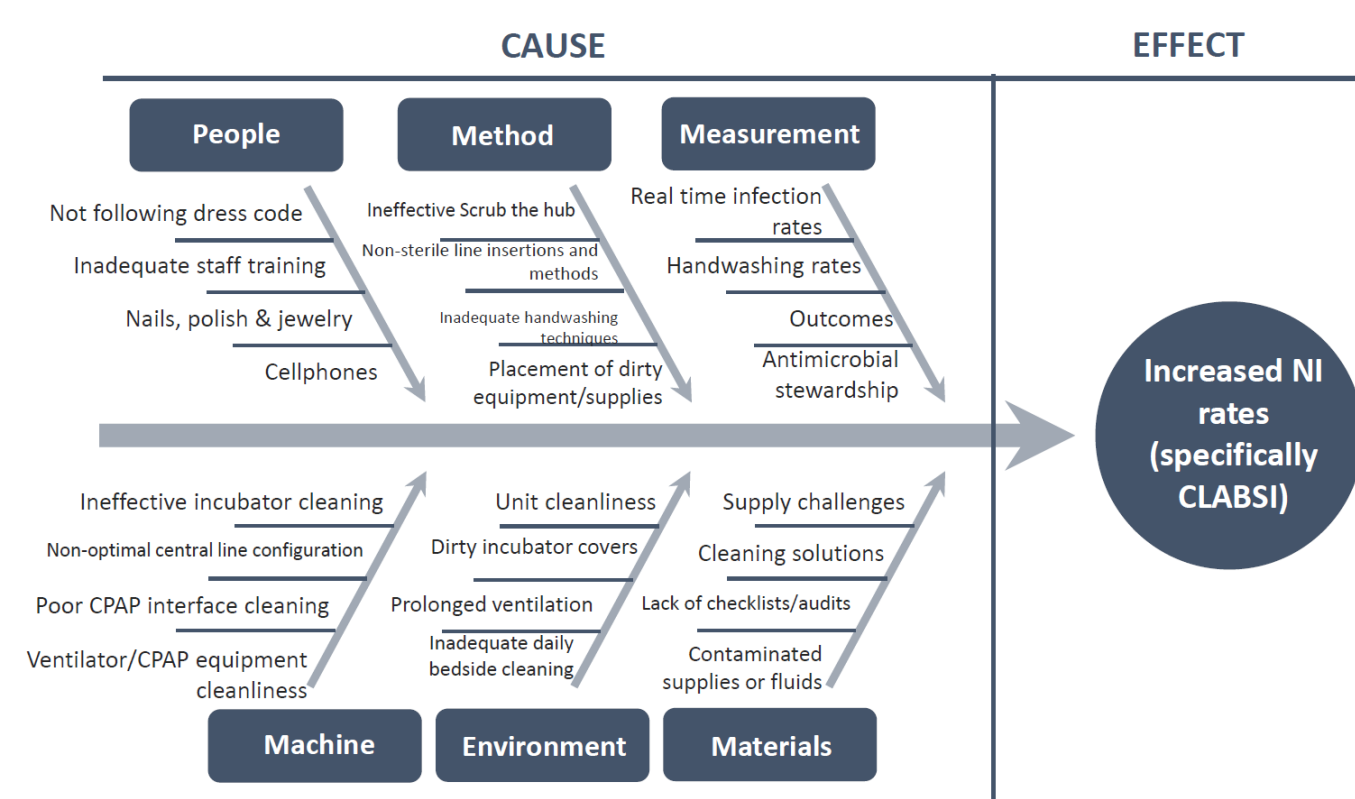 CAUSE
EFFECT
People
Method
Measurement
Not following dress code
Inadequate staff training
Nails, polish & jewelry
Cellphones
Ineffective Scrub the hub
Non-sterile line insertions and
methods
Inadequate handwashing
techniques
Placement of dirty
equipment/supplies
Real time infection
rates
Handwashing rates
Outcomes
Antimicrobial
stewardship
Increased NI
rates
(specifically
CLABSI)
Ineffective incubator cleaning
Non-optimal central line configuration
Poor CPAP interface cleaning
Ventilator/CPAP equipment
cleanliness
Unit cleanliness
Dirty incubator covers
Prolonged ventilation
Inadequate daily
bedside cleaning
Supply challenges
Cleaning solutions
Lack of checklists/audits
Contaminated
supplies or fluids
Machine
Environment
Materials